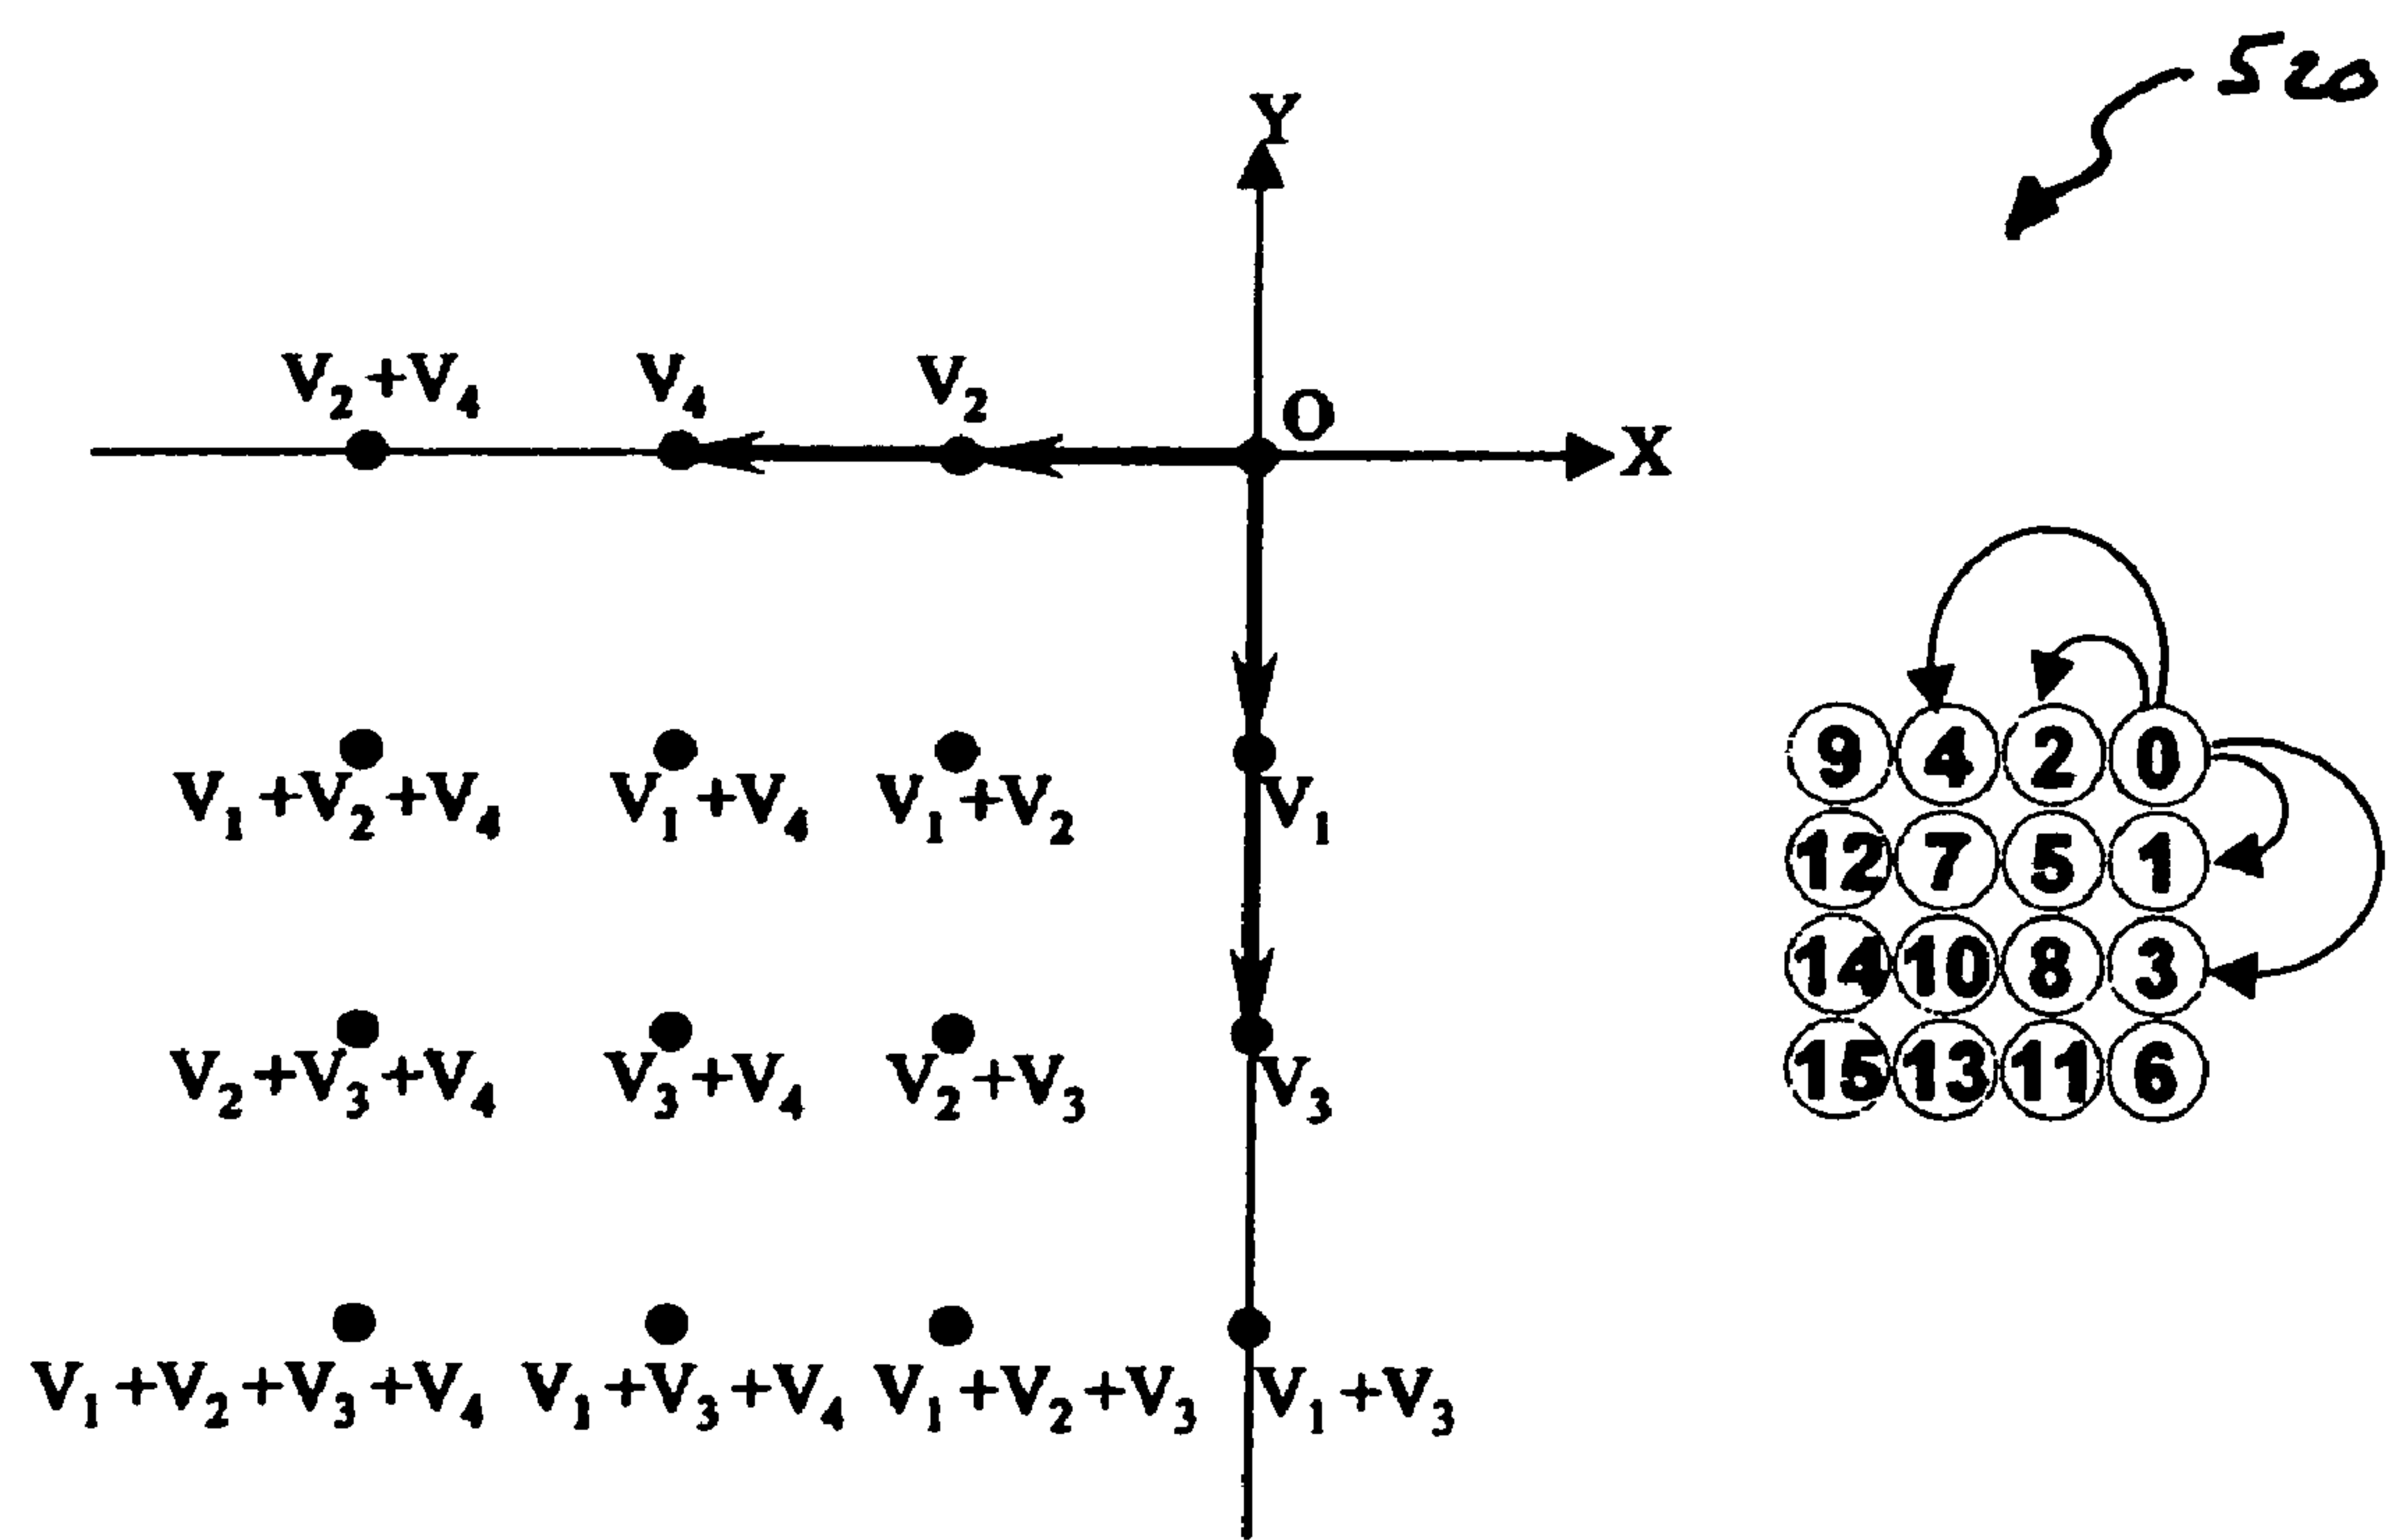 520
Y
V₂+V₄ V₄ V₂ O
X
9 4 2 0
V₁+V₂+V₄ V₁+V₄ V₁+V₂ V₁
12 7 5 1
14 10 8 3
V₂+V₃+V₄ V₃+V₄ V₂+V₃ V₃
15 13 11 6
V₁+V₂+V₃+V₄ V₁+V₃+V₄ V₁+V₂+V₃ V₁+V₃